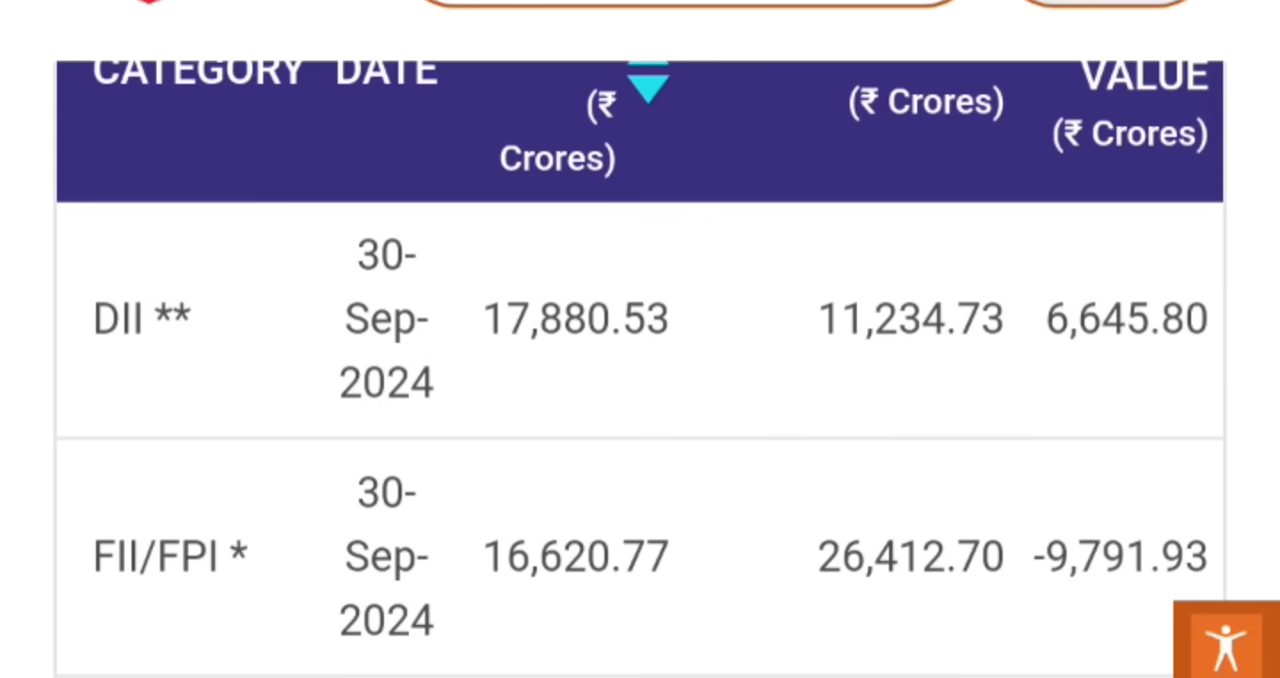 CATEGORY DATE
VALUE
(₹
(₹ Crores)
(₹ Crores)
Crores)
30-
DII ** Sep- 17,880.53 11,234.73 6,645.80
2024
30-
FII/FPI * Sep- 16,620.77 26,412.70 -9,791.93
2024